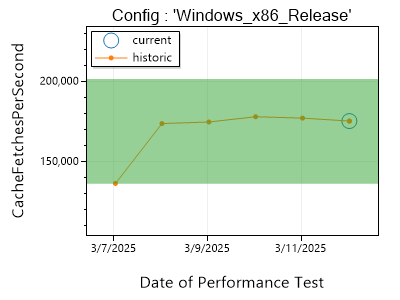 Config : 'Windows_x86_Release'
current
historic
CacheFetchesPerSecond
200,000
150,000
3/7/2025
3/9/2025
3/11/2025
Date of Performance Test